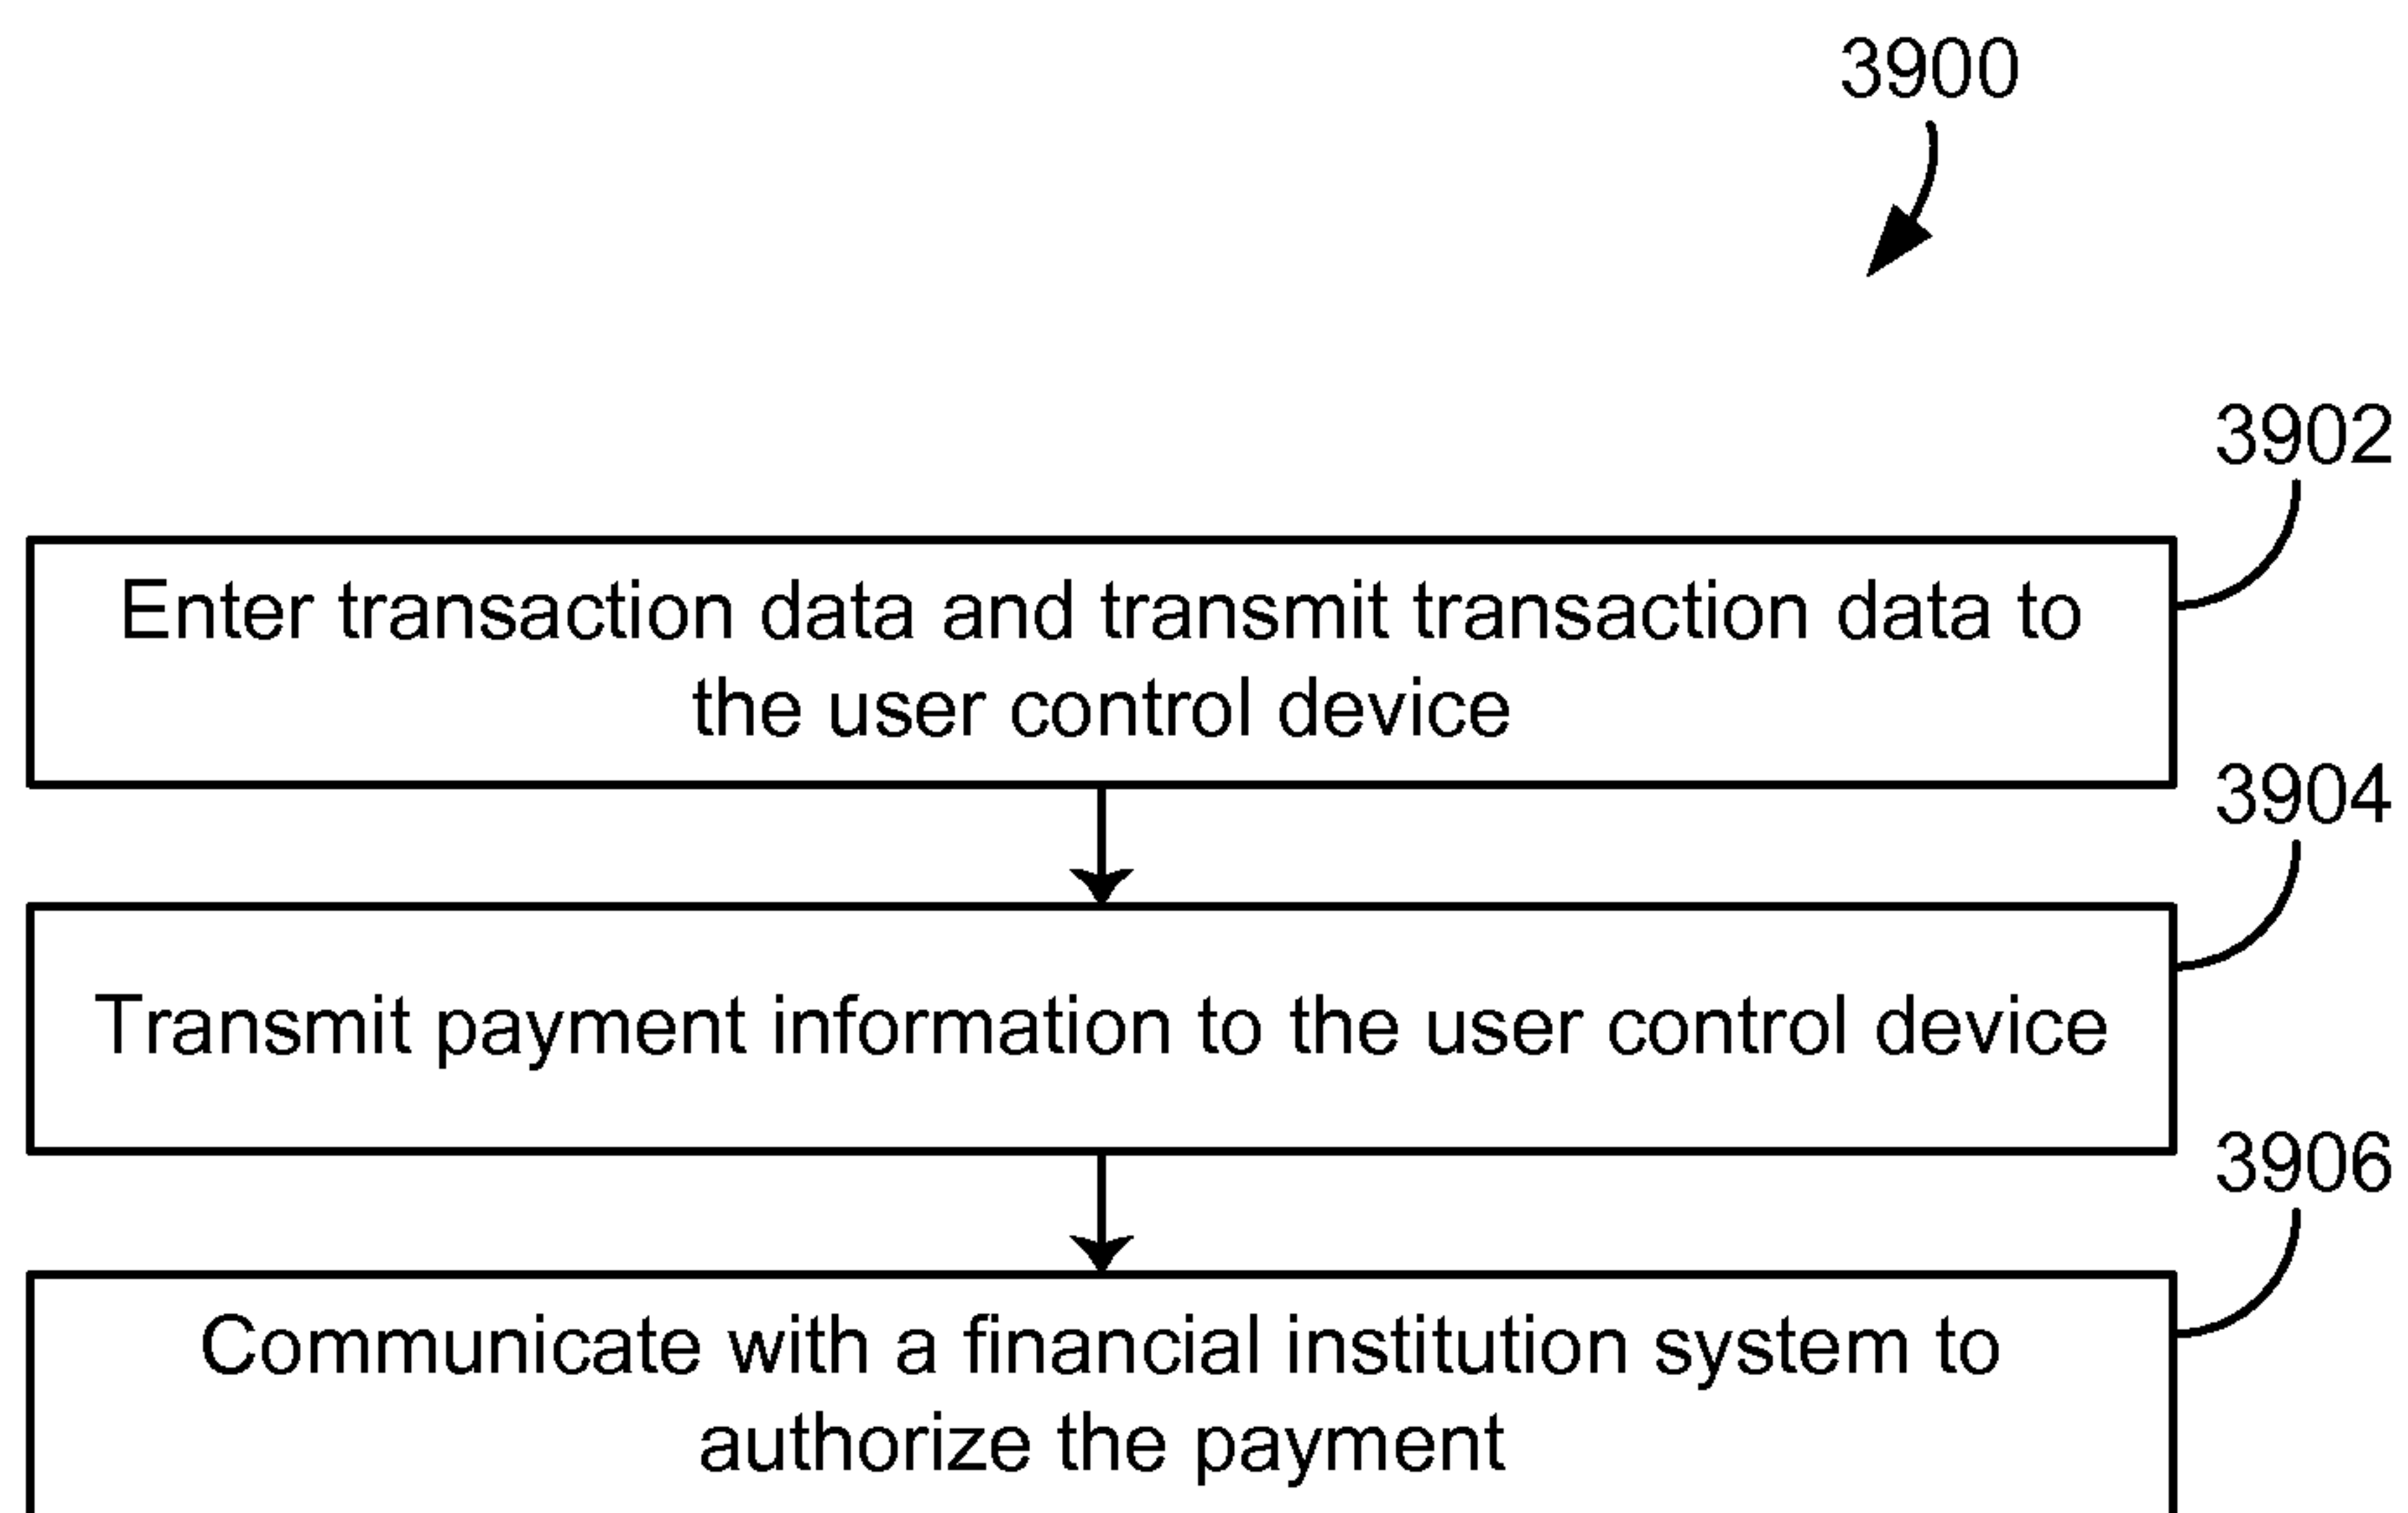 3900
3902
Enter transaction data and transmit transaction data to
the user control device
3904
Transmit payment information to the user control device
3906
Communicate with a financial institution system to
authorize the payment